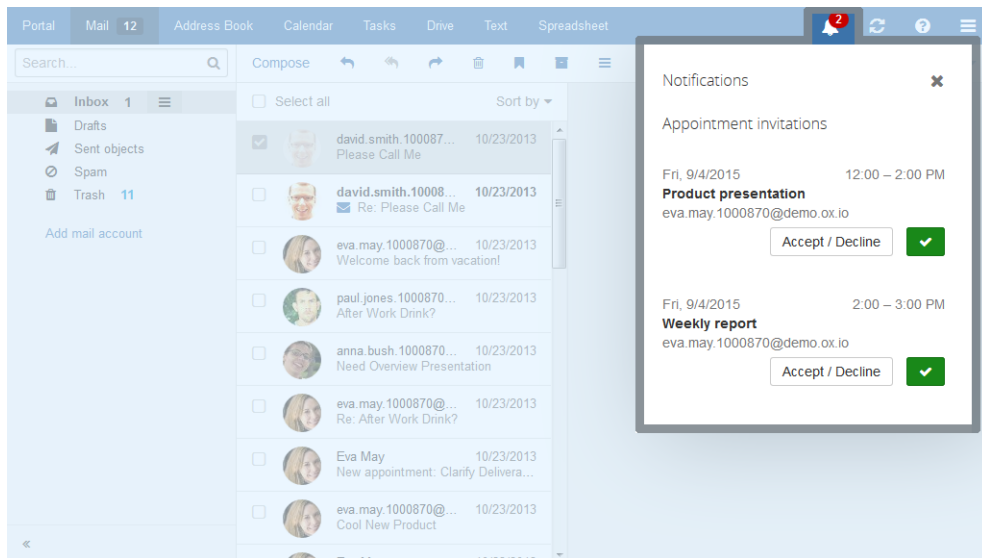 Portal Mail 12 Address Book Calendar Tasks Drive Text Spreadsheet 2
Search...
Inbox 1
Drafts
Sent objects
Spam
Trash 11
Add mail account
Compose
Select all Sort by
david.smith.100087... 10/23/2013
Please Call Me
david.smith.10008... 10/23/2013
Re: Please Call Me
eva.may.1000870@... 10/23/2013
Welcome back from vacation!
paul.jones.1000870... 10/23/2013
After Work Drink?
anna.bush.1000870... 10/23/2013
Need Overview Presentation
eva.may.1000870@... 10/23/2013
Re: After Work Drink?
Eva May 10/23/2013
New appointment: Clarify Delivera...
eva.may.1000870@... 10/23/2013
Cool New Product
Notifications
Appointment invitations
Fri, 9/4/2015 12:00 – 2:00 PM
Product presentation
eva.may.1000870@demo.ox.io
Accept / Decline
Fri, 9/4/2015 2:00 – 3:00 PM
Weekly report
eva.may.1000870@demo.ox.io
Accept / Decline